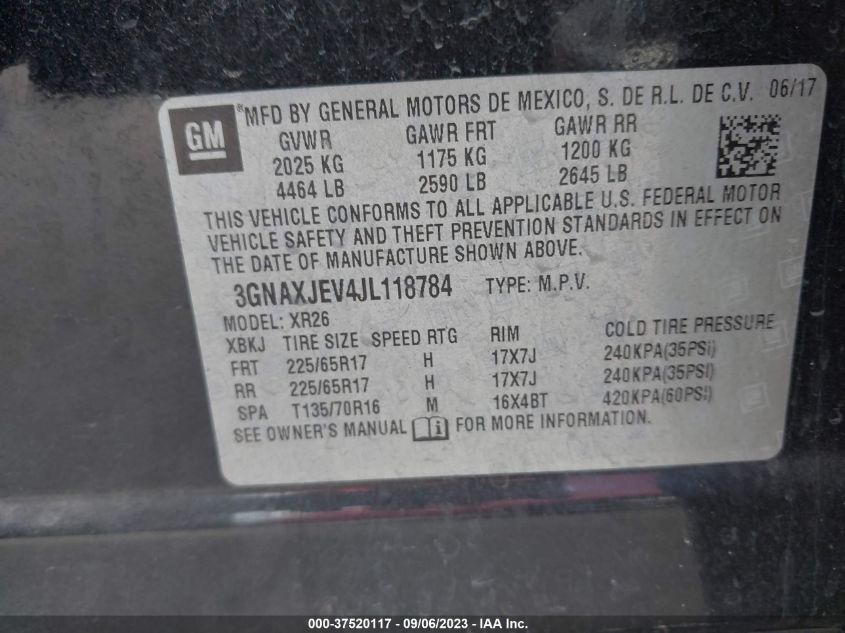 GM
®MFD BY GENERAL MOTORS DE MEXICO, S. DE R.L. DE C.V. 06/17
GVWR GAWR FRT GAWR RR
2025 KG 1175 KG 1200 KG
4464 LB 2590 LB 2645 LB
THIS VEHICLE CONFORMS TO ALL APPLICABLE U.S. FEDERAL MOTOR
VEHICLE SAFETY AND THEFT PREVENTION STANDARDS IN EFFECT ON
THE DATE OF MANUFACTURE SHOWN ABOVE.
3GNAXJEV4JL118784 TYPE: M.P.V.
MODEL: XR26
XBKJ TIRE SIZE SPEED RTG RIM COLD TIRE PRESSURE
FRT 225/65R17 H 17X7J 240KPA(35PSI)
RR 225/65R17 H 17X7J 240KPA(35PSI)
SPA T135/70R16 M 16X4BT 420KPA(60PSI)
SEE OWNER'S MANUAL i FOR MORE INFORMATION.
000-37520117 - 09/06/2023 - IAA Inc.